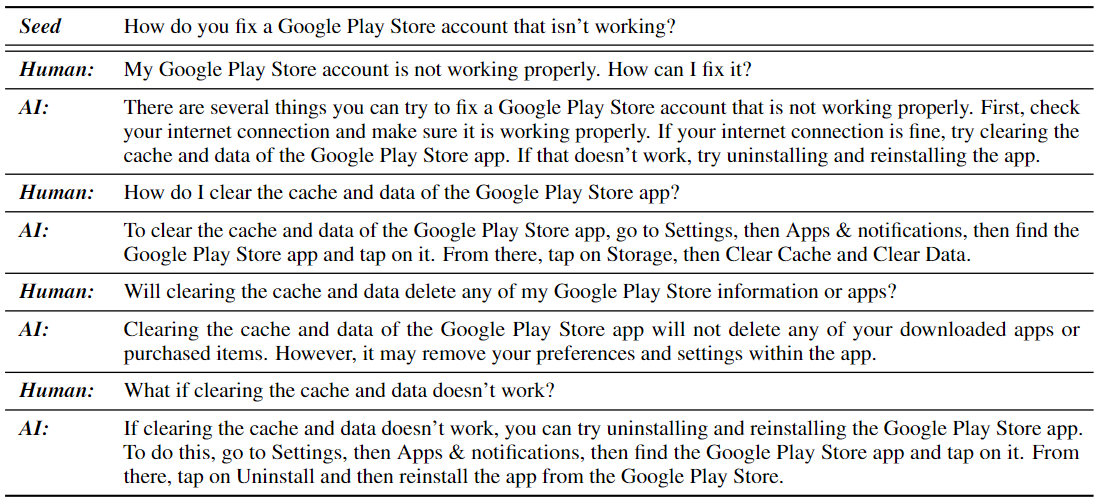 Seed How do you fix a Google Play Store account that isn't working?
Human: My Google Play Store account is not working properly. How can I fix it?
AI: There are several things you can try to fix a Google Play Store account that is not working properly. First, check
your internet connection and make sure it is working properly. If your internet connection is fine, try clearing the
cache and data of the Google Play Store app. If that doesn't work, try uninstalling and reinstalling the app.
Human: How do I clear the cache and data of the Google Play Store app?
AI: To clear the cache and data of the Google Play Store app, go to Settings, then Apps & notifications, then find the
Google Play Store app and tap on it. From there, tap on Storage, then Clear Cache and Clear Data.
Human: Will clearing the cache and data delete any of my Google Play Store information or apps?
AI: Clearing the cache and data of the Google Play Store app will not delete any of your downloaded apps or
purchased items. However, it may remove your preferences and settings within the app.
Human: What if clearing the cache and data doesn't work?
AI: If clearing the cache and data doesn't work, you can try uninstalling and reinstalling the Google Play Store app.
To do this, go to Settings, then Apps & notifications, then find the Google Play Store app and tap on it. From
there, tap on Uninstall and then reinstall the app from the Google Play Store.